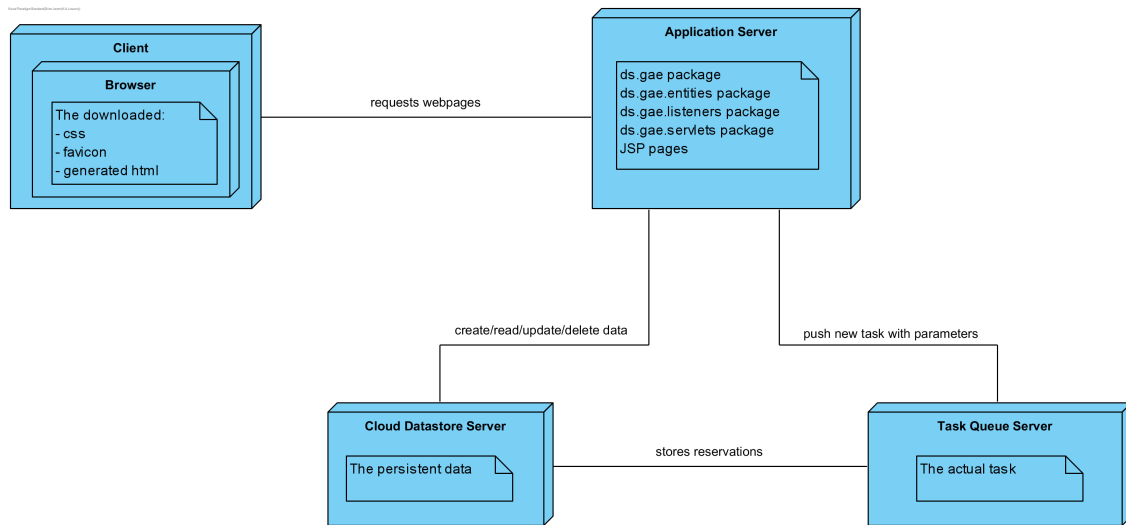 Client
Browser
The downloaded:
- css
- favicon
- generated html
requests webpages
Application Server
ds.gae package
ds.gae.entities package
ds.gae.listeners package
ds.gae.servlets package
JSP pages
create/read/update/delete data
push new task with parameters
Cloud Datastore Server
The persistent data
stores reservations
Task Queue Server
The actual task